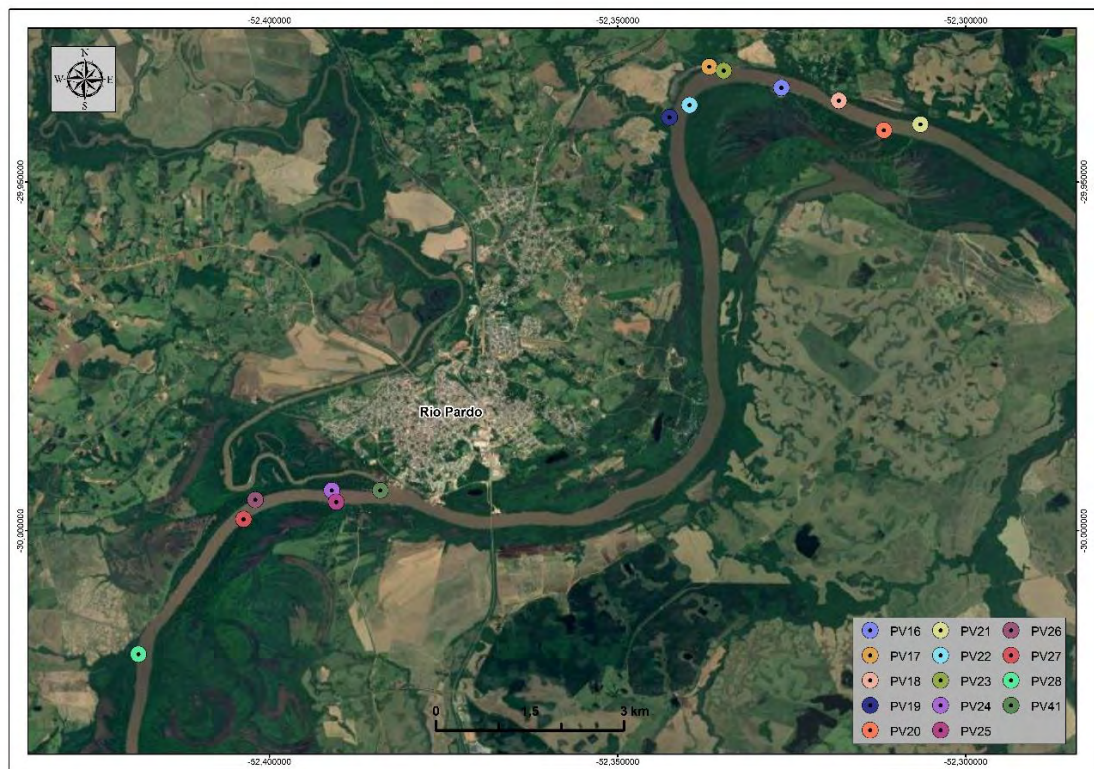 -52,400000 -52,350000 -52,300000
N
W E
S
-29,950000 -29,950000
Rio Pardo
-30,000000 -30,000000
PV16 PV21 PV26
PV17 PV22 PV27
PV18 PV23 PV28
PV19 PV24 PV41
PV20 PV25
0 1,5 3 km
-52,400000 -52,350000 -52,300000